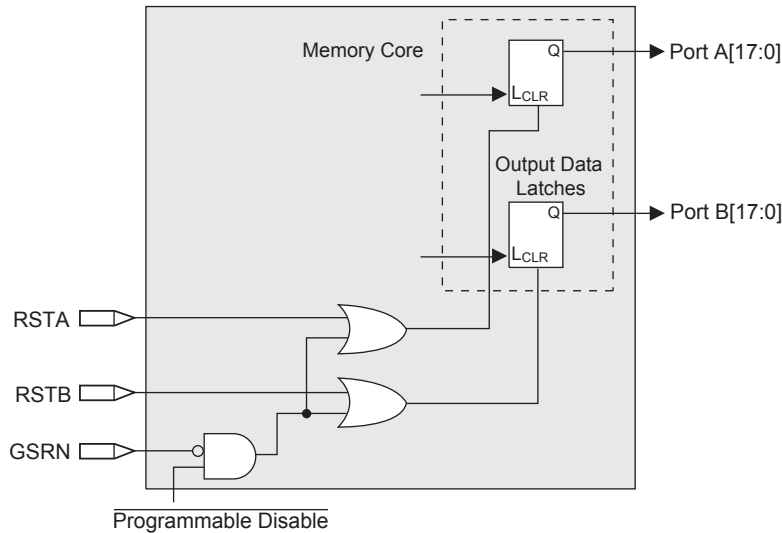 Memory Core
Q
Port A[17:0]
LCLR
Output Data
Latches
Q
Port B[17:0]
LCLR
RSTA
RSTB
GSRN
Programmable Disable